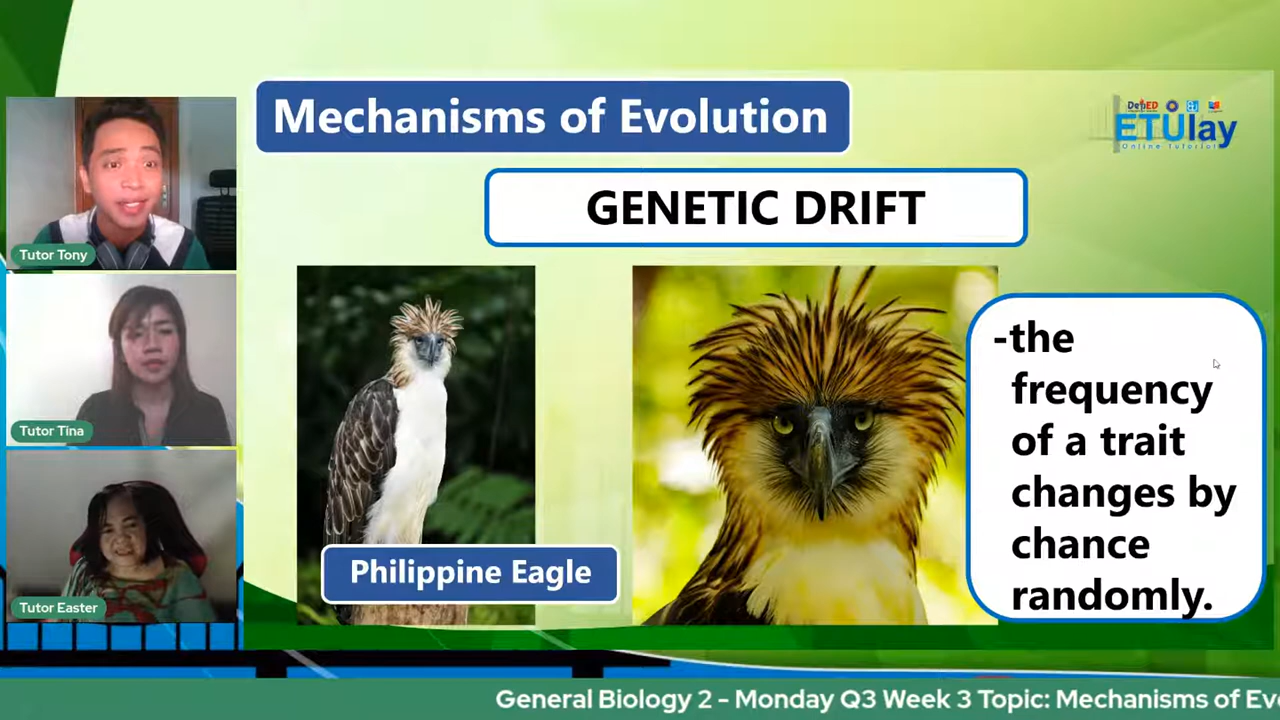 Mechanisms of Evolution
DepED
ETUlay
Online Tutorial
GENETIC DRIFT
Tutor Tony
Tutor Tina
Tutor Easter
Philippine Eagle
-the
frequency
of a trait
changes by
chance
randomly.
General Biology 2 - Monday Q3 Week 3 Topic: Mechanisms of Ev